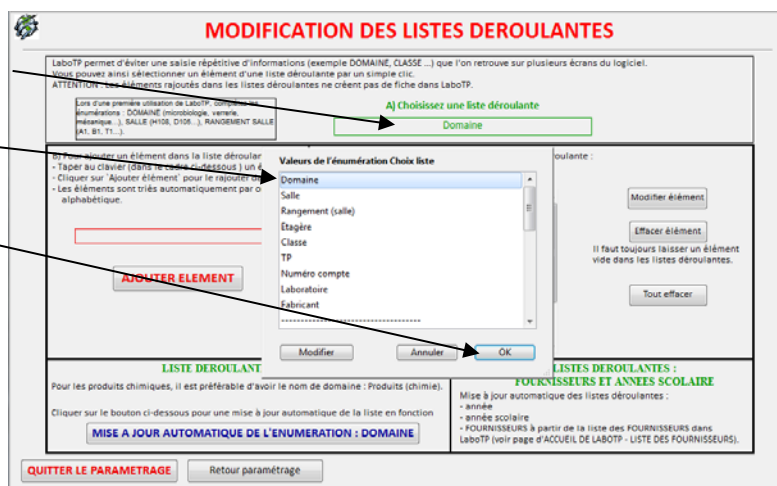 MODIFICATION DES LISTES DEROULANTES
LaboTP permet d'éviter une saisie répétitive d'informations (exemple DOMAINE, CLASSE ...) que l'on retrouve sur plusieurs écrans du logiciel.
Vous pouvez ainsi sélectionner un élément d'une liste déroulante par un simple clic.
ATTENTION : Les éléments rajoutés dans les listes déroulantes ne créent pas de fiche dans LaboTP.
Lors d'une première utilisation de LaboTP, complétez les
énumérations : DOMAINE (microbiologie, verrerie,
mécanique...), SALLE (H108, D106...), RANGEMENT SALLE
(A1, B1, T1...).
A) Choisissez une liste déroulante
Domaine
B) Pour ajouter un élément dans la liste déroulan
- Taper au clavier (dans le cadre ci-dessous ) un é
- Cliquer sur `Ajouter élément` pour le rajouter da
- Les éléments sont triés automatiquement par o
alphabétique.
AJOUTER ELEMENT
Valeurs de l'énumération Choix liste
Domaine
Salle
Rangement (salle)
Étagère
Classe
TP
Numéro compte
Laboratoire
Fabricant
------------------------------------
Modifier
Annuler
OK
oulante :
Modifier élément
Effacer élément
Il faut toujours laisser un élément
vide dans les listes déroulantes.
Tout effacer
LISTE DEROULANT
Pour les produits chimiques, il est préférable d'avoir le nom de domaine : Produits (chimie).
Cliquer sur le bouton ci-dessous pour une mise à jour automatique de la liste en fonction
MISE A JOUR AUTOMATIQUE DE L'ENUMERATION : DOMAINE
LISTES DEROULANTES :
FOURNISSEURS ET ANNEES SCOLAIRE
Mise à jour automatique des listes déroulantes :
- année
- année scolaire
- FOURNISSEURS à partir de la liste des FOURNISSEURS dans
LaboTP (voir page d'ACCUEIL DE LABOTP - LISTE DES FOURNISSEURS).
QUITTER LE PARAMETRAGE
Retour paramétrage